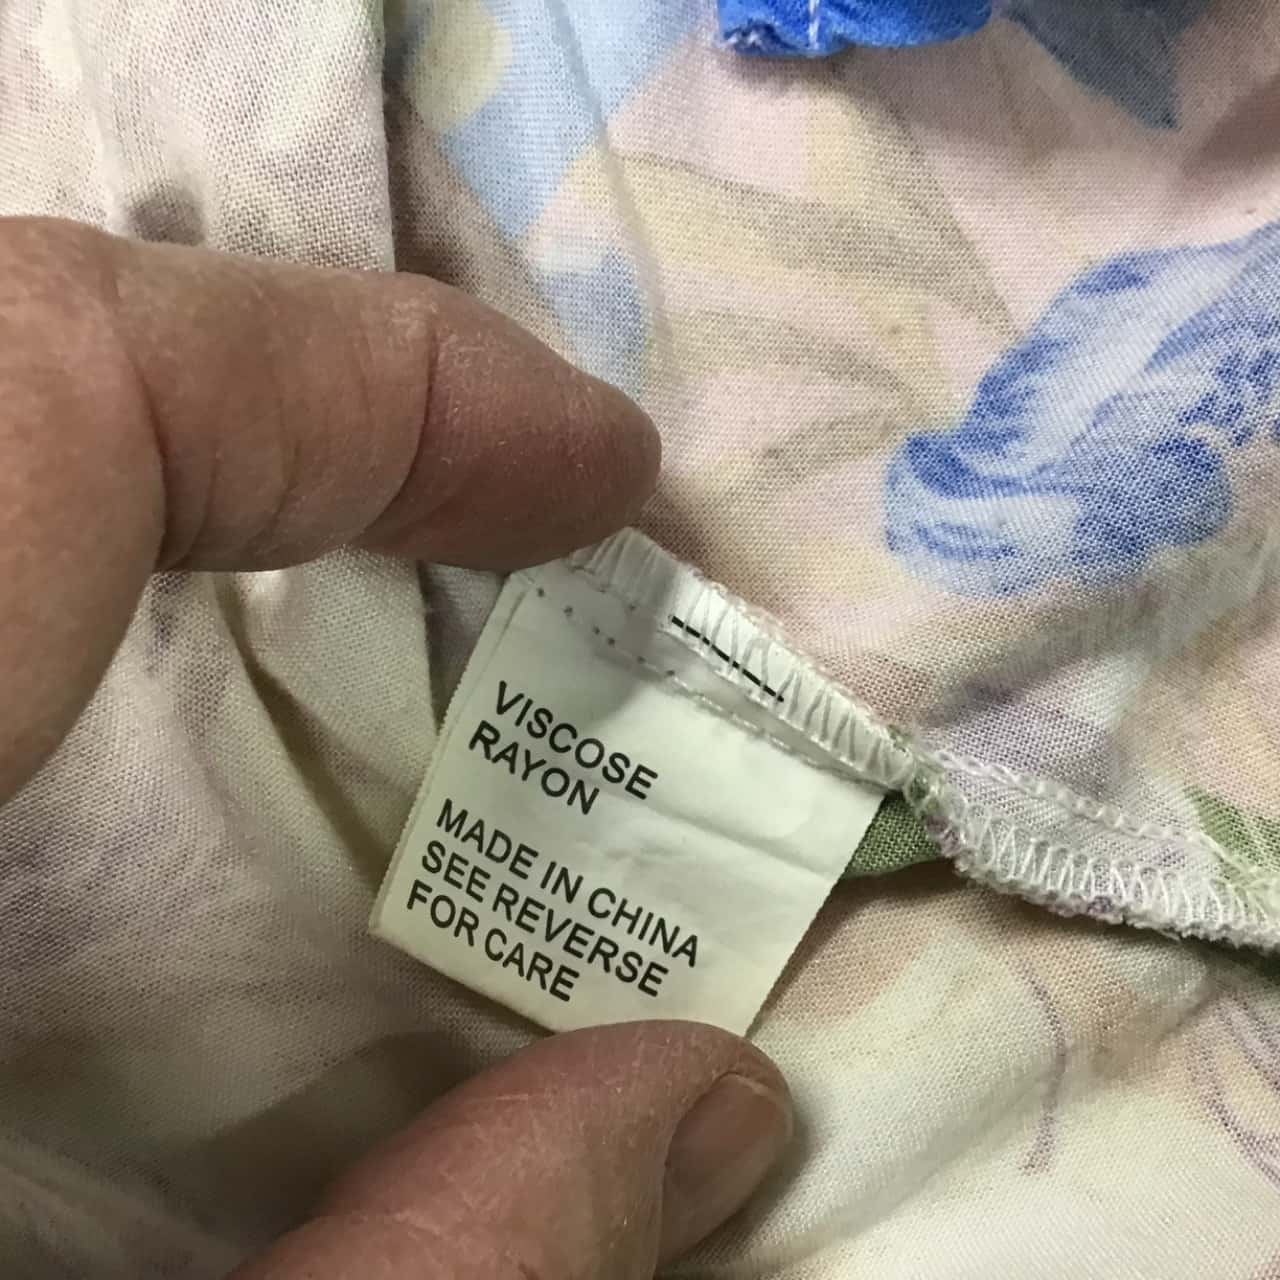 VISCOSE
RAYON
MADE IN CHINA
SEE REVERSE
FOR CARE